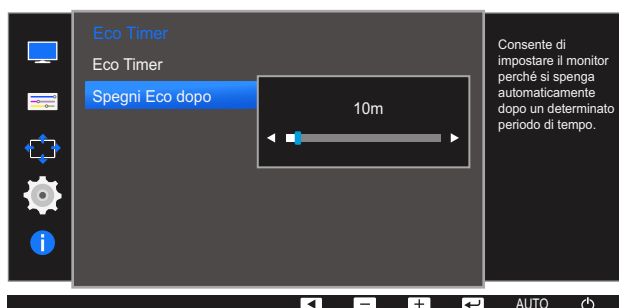 Eco Timer
Eco Timer
Spegni Eco dopo
10m
Consente di
impostare il monitor
perché si spenga
automaticamente
dopo un determinato
periodo di tempo.
AUTO